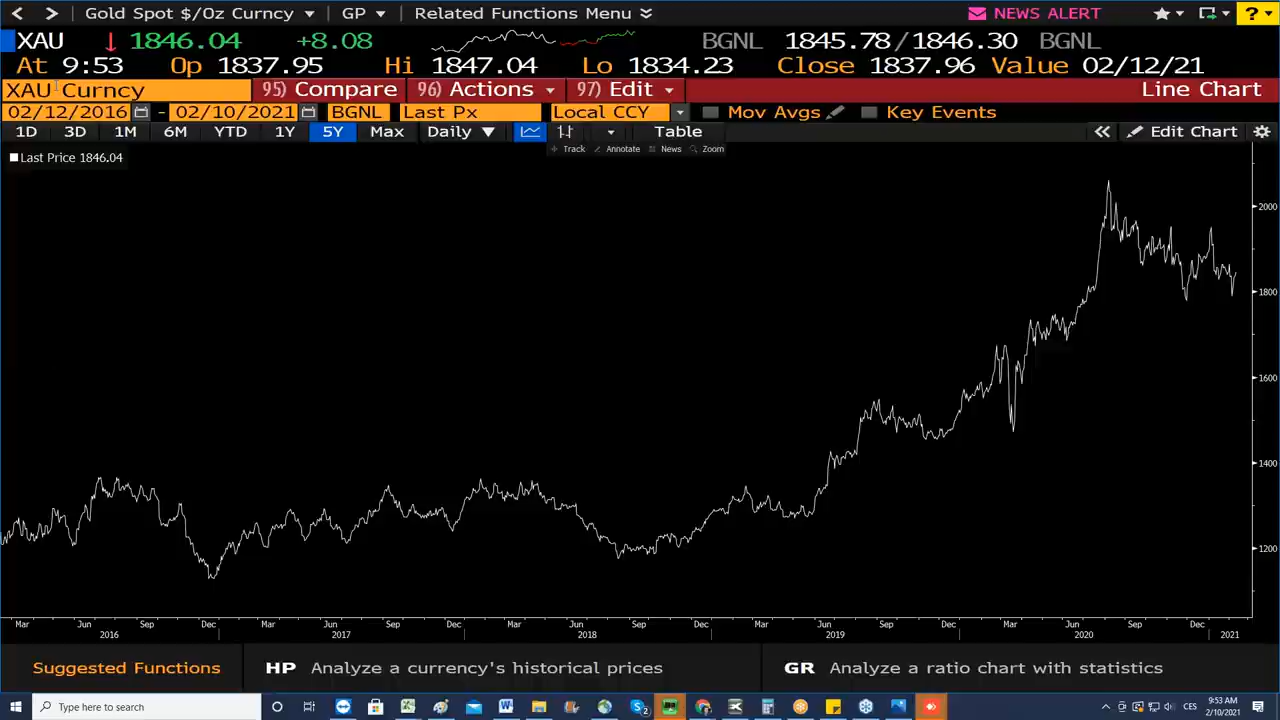 Gold Spot $/Oz Curncy GP Related Functions Menu NEWS ALERT ?
XAU 1846.04 +8.08 BGNL 1845.78/1846.30 BGNL
At 9:53 Op 1837.95 Hi 1847.04 Lo 1834.23 Close 1837.96 Value 02/12/21
XAU Curncy 95) Compare 96) Actions 97) Edit Line Chart
02/12/2016 - 02/10/2021 BGNL Last Px Local CCY Mov Avgs Key Events
1D 3D 1M 6M YTD 1Y 5Y Max Daily Table Edit Chart
Track Annotate News Zoom
Last Price 1846.04
2000
1800
1600
1400
1200
Mar Jun Sep Dec Mar Jun Sep Dec Mar Jun Sep Dec Mar Jun Sep Dec Mar Jun Sep Dec
2016 2017 2018 2019 2020 2021
Suggested Functions HP Analyze a currency's historical prices GR Analyze a ratio chart with statistics
Type here to search
CES
9:53 AM
2/10/2021